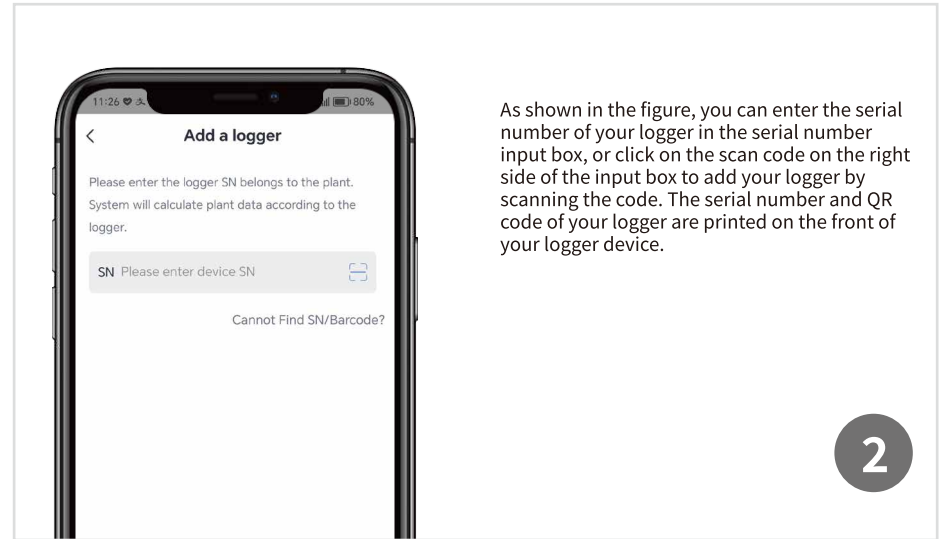 11:26
80%
Add a logger
Please enter the logger SN belongs to the plant.
System will calculate plant data according to the
logger.
SN Please enter device SN
Cannot Find SN/Barcode?
As shown in the figure, you can enter the serial
number of your logger in the serial number
input box, or click on the scan code on the right
side of the input box to add your logger by
scanning the code. The serial number and QR
code of your logger are printed on the front of
your logger device.
2